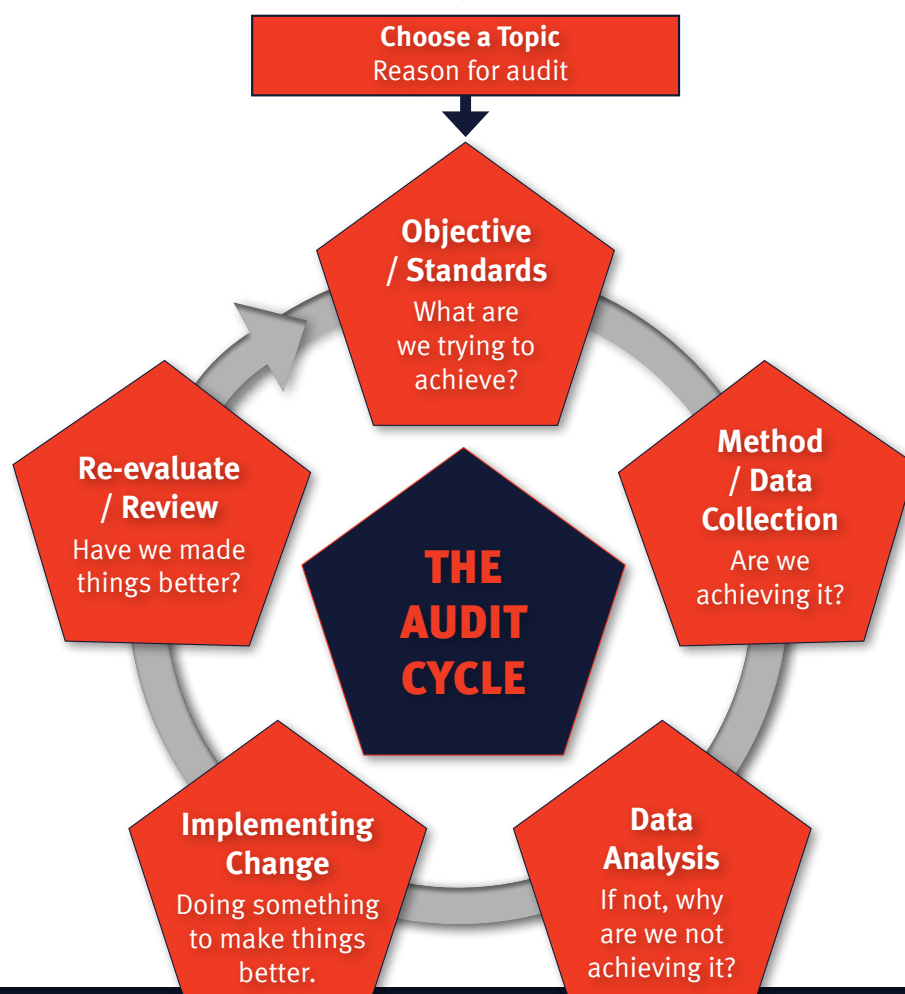 Choose a Topic
Reason for audit
Objective
/ Standards
What are
we trying to
achieve?
Method
/ Data
Collection
Are we
achieving it?
Data
Analysis
If not, why
are we not
achieving it?
Implementing
Change
Doing something
to make things
better.
Re-evaluate
/ Review
Have we made
things better?
THE
AUDIT
CYCLE